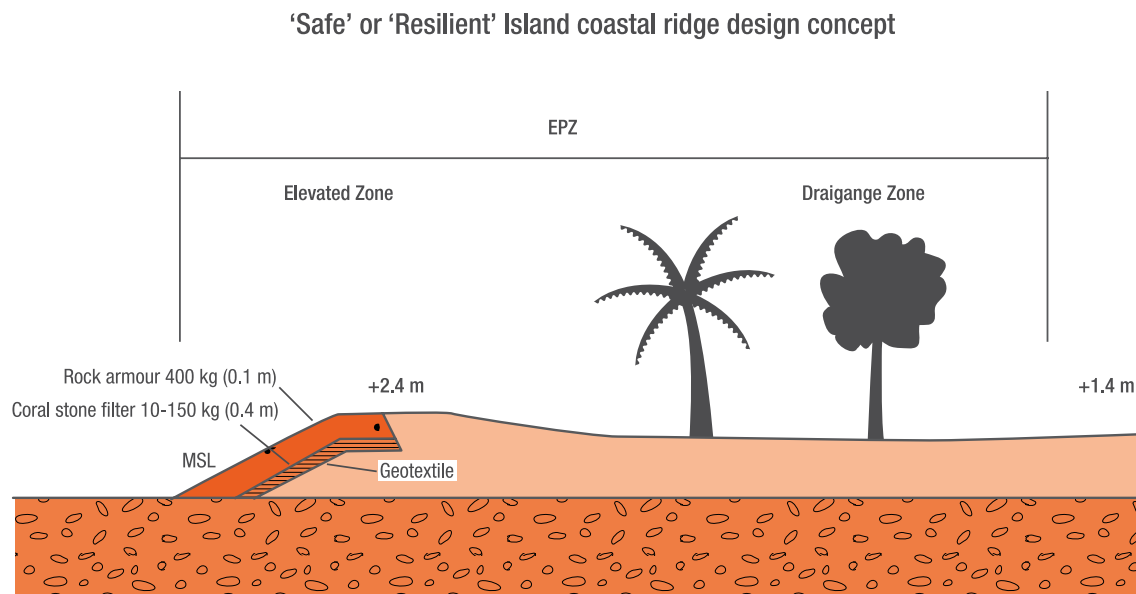 ‘Safe’ or ‘Resilient’ Island coastal ridge design concept
EPZ
Elevated Zone
Draigange Zone
Rock armour 400 kg (0.1 m)
+2.4 m
+1.4 m
Coral stone filter 10-150 kg (0.4 m)
MSL
Geotextile